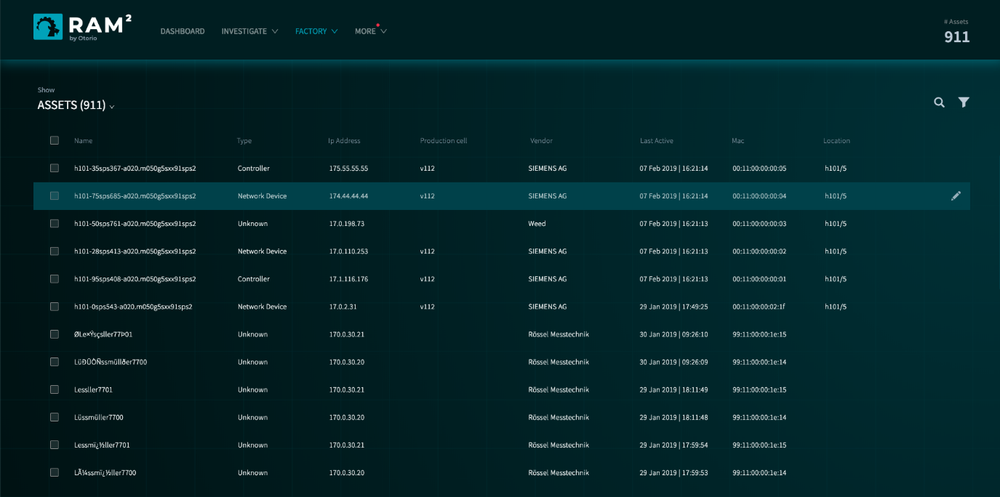 RAM²
by Otorio
DASHBOARD INVESTIGATE FACTORY MORE
# Assets
911
Show
ASSETS (911)
Name Type Ip Address Production cell Vendor Last Active Mac Location
h101-35sps367-a020.m050g5sxx91sps2 Controller 175.55.55.55 v112 SIEMENS AG 07 Feb 2019 | 16:21:14 00:11:00:00:00:05 h101/5
h101-75sps685-a020.m050g5sxx91sps2 Network Device 174.44.44.44 v112 SIEMENS AG 07 Feb 2019 | 16:21:14 00:11:00:00:00:04 h101/5
h101-50sps761-a020.m050g5sxx91sps2 Unknown 17.0.198.73 Weed 07 Feb 2019 | 16:21:13 00:11:00:00:00:03 h101/5
h101-28sps413-a020.m050g5sxx91sps2 Network Device 17.0.110.253 v112 SIEMENS AG 07 Feb 2019 | 16:21:13 00:11:00:00:00:02 h101/5
h101-95sps408-a020.m050g5sxx91sps2 Controller 17.1.116.176 v112 SIEMENS AG 07 Feb 2019 | 16:21:13 00:11:00:00:00:01 h101/5
h101-0sps543-a020.m050g5sxx91sps2 Network Device 17.0.2.31 v112 SIEMENS AG 29 Jan 2019 | 17:49:25 00:11:00:00:02:1f h101/5
ØLe×Ýsçsller77Þ01 Unknown 170.0.30.21 Rössel Messtechnik 30 Jan 2019 | 09:26:10 99:11:00:00:1e:15
LüÐÛÒÑssmüllðer7700 Unknown 170.0.30.20 Rössel Messtechnik 30 Jan 2019 | 09:26:09 99:11:00:00:1e:14
Lessller7701 Unknown 170.0.30.21 Rössel Messtechnik 29 Jan 2019 | 18:11:49 99:11:00:00:1e:15
Lüssmüller7700 Unknown 170.0.30.20 Rössel Messtechnik 29 Jan 2019 | 18:11:48 99:11:00:00:1e:14
Lessmï¿½ller7701 Unknown 170.0.30.21 Rössel Messtechnik 29 Jan 2019 | 17:59:54 99:11:00:00:1e:15
LÃ¼ssmï¿½ller7700 Unknown 170.0.30.20 Rössel Messtechnik 29 Jan 2019 | 17:59:53 99:11:00:00:1e:14